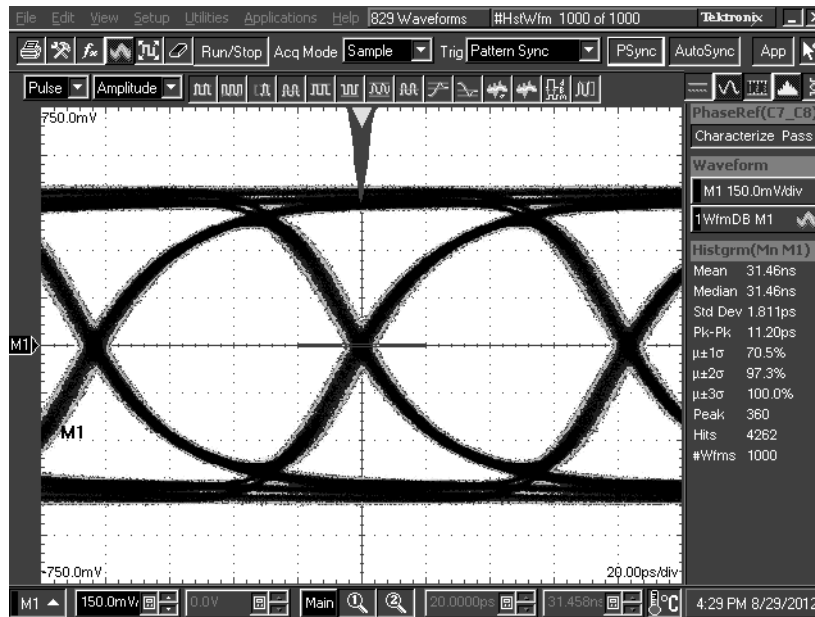 File Edit View Setup Utilities Applications Help 829 Waveforms #HstWfm 1000 of 1000 Tektronix
Run/Stop Acq Mode Sample Trig Pattern Sync PSync AutoSync App
Pulse Amplitude
750.0mV
PhaseRef(C7_C8)
Characterize Pass
Waveform
M1 150.0mV/div
1WfmDB M1
Histgrm(Mn M1)
Mean 31.46ns
Median 31.46ns
Std Dev 1.811ps
Pk-Pk 11.20ps
µ±1σ 70.5%
µ±2σ 97.3%
µ±3σ 100.0%
Peak 360
Hits 4262
#Wfms 1000
M1
M1
-750.0mV
20.00ps/div
M1 150.0mV/ 0.0V Main 1 2 20.0000ps 31.458ns °C 4:29 PM 8/29/2012